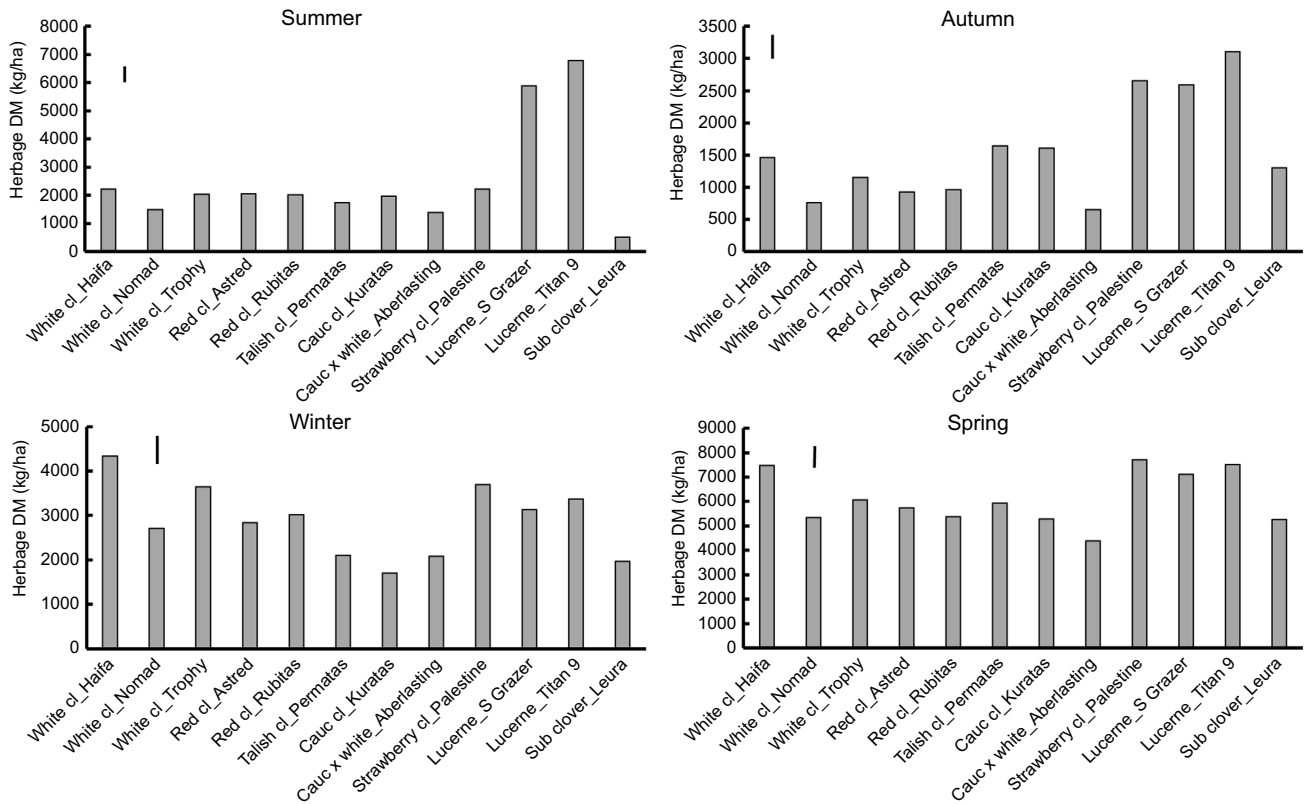 Summer
Herbage DM (kg/ha)
8000
7000
6000
5000
4000
3000
2000
1000
0
White cl_Haifa
White cl_Nomad
White cl_Trophy
Red cl_Astred
Red cl_Rubitas
Talish cl_Permatas
Cauc cl_Kuratas
Cauc x white_Aberlasting
Strawberry cl_Palestine
Lucerne_S Grazer
Lucerne_Titan 9
Sub clover_Leura
Autumn
Herbage DM (kg/ha)
3500
3000
2500
2000
1500
1000
500
0
White cl_Haifa
White cl_Nomad
White cl_Trophy
Red cl_Astred
Red cl_Rubitas
Talish cl_Permatas
Cauc cl_Kuratas
Cauc x white_Aberlasting
Strawberry cl_Palestine
Lucerne_S Grazer
Lucerne_Titan 9
Sub clover_Leura
Winter
Herbage DM (kg/ha)
5000
4000
3000
2000
1000
0
White cl_Haifa
White cl_Nomad
White cl_Trophy
Red cl_Astred
Red cl_Rubitas
Talish cl_Permatas
Cauc cl_Kuratas
Cauc x white_Aberlasting
Strawberry cl_Palestine
Lucerne_S Grazer
Lucerne_Titan 9
Sub clover_Leura
Spring
Herbage DM (kg/ha)
9000
8000
7000
6000
5000
4000
3000
2000
1000
0
White cl_Haifa
White cl_Nomad
White cl_Trophy
Red cl_Astred
Red cl_Rubitas
Talish cl_Permatas
Cauc cl_Kuratas
Cauc x white_Aberlasting
Strawberry cl_Palestine
Lucerne_S Grazer
Lucerne_Titan 9
Sub clover_Leura